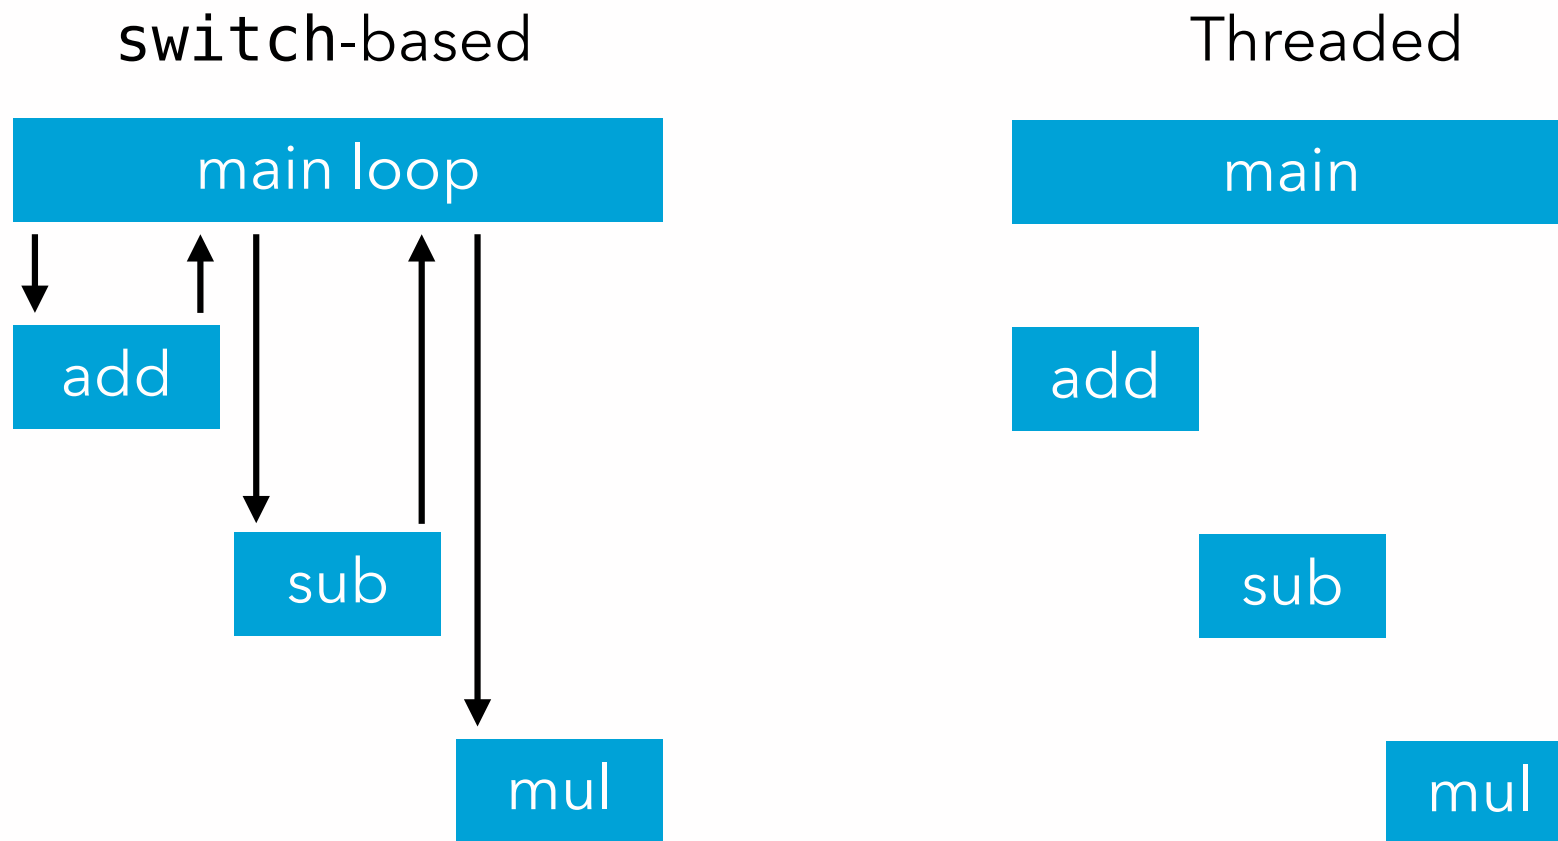 switch-based
main loop
add
sub
mul
Threaded
main
add
sub
mul